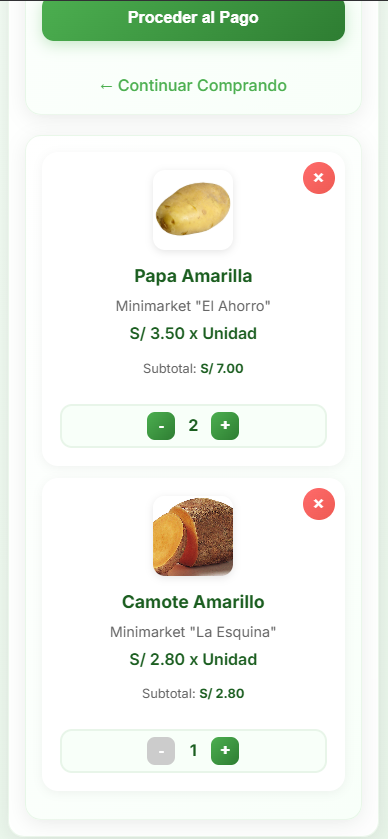 Proceder al Pago
← Continuar Comprando
×
Papa Amarilla
Minimarket "El Ahorro"
S/ 3.50 x Unidad
Subtotal: S/ 7.00
- 2 +
×
Camote Amarillo
Minimarket "La Esquina"
S/ 2.80 x Unidad
Subtotal: S/ 2.80
- 1 +